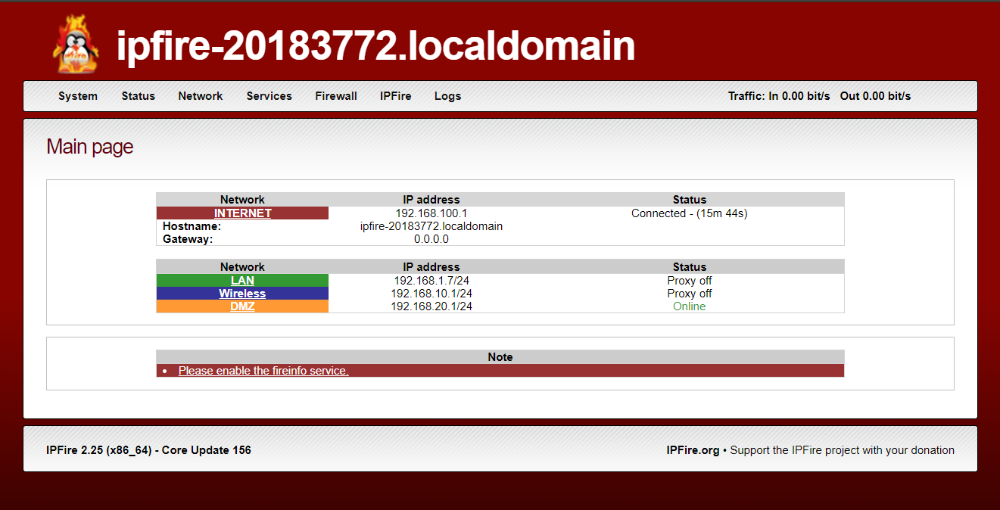 ipfire-20183772.localdomain
System Status Network Services Firewall IPFire Logs Traffic: In 0.00 bit/s Out 0.00 bit/s
Main page
Network IP address Status
INTERNET 192.168.100.1 Connected - (15m 44s)
Hostname: ipfire-20183772.localdomain
Gateway: 0.0.0.0
Network IP address Status
LAN 192.168.1.7/24 Proxy off
Wireless 192.168.10.1/24 Proxy off
DMZ 192.168.20.1/24 Online
Note
• Please enable the fireinfo service.
IPFire 2.25 (x86_64) - Core Update 156 IPFire.org • Support the IPFire project with your donation